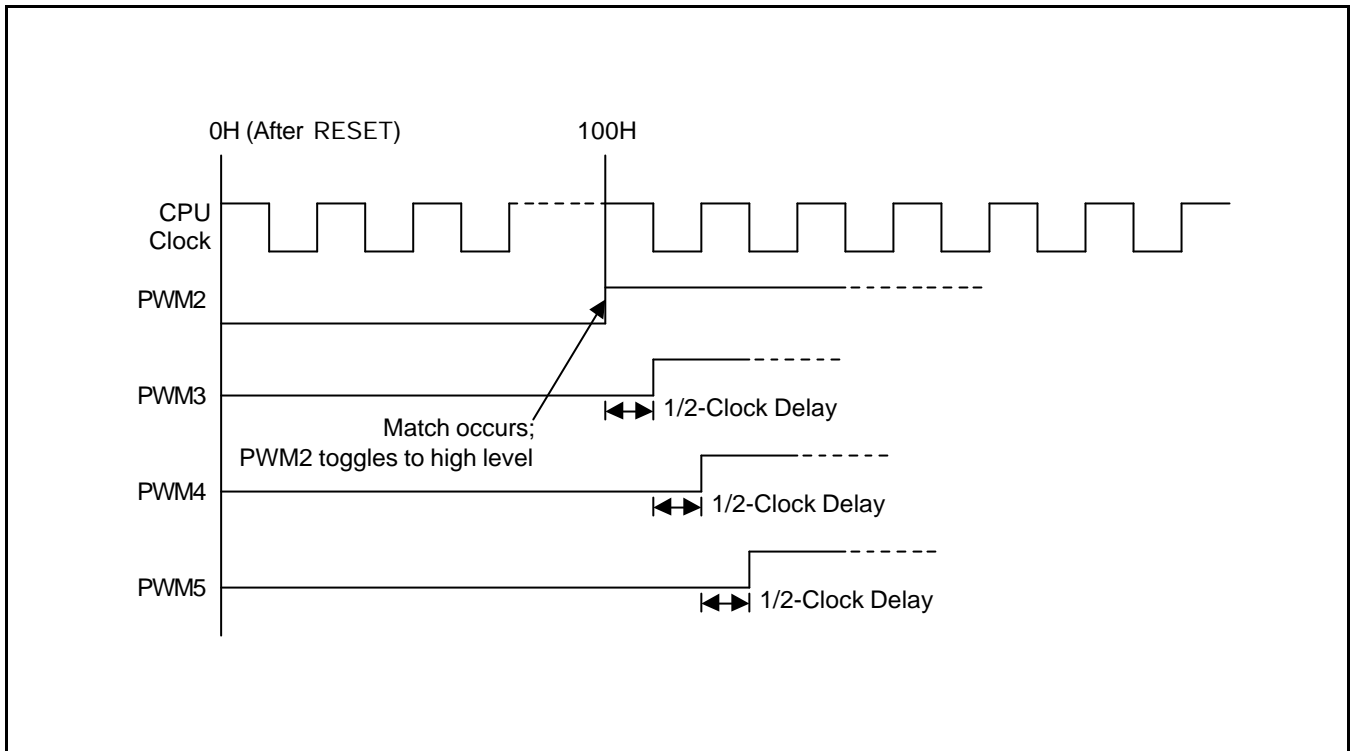 0H (After RESET)
100H
CPU
Clock
PWM2
PWM3
1/2-Clock Delay
Match occurs;
PWM2 toggles to high level
PWM4
1/2-Clock Delay
PWM5
1/2-Clock Delay